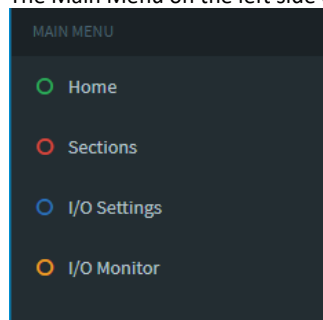 The Main Menu on the left side
MAIN MENU
Home
Sections
I/O Settings
I/O Monitor